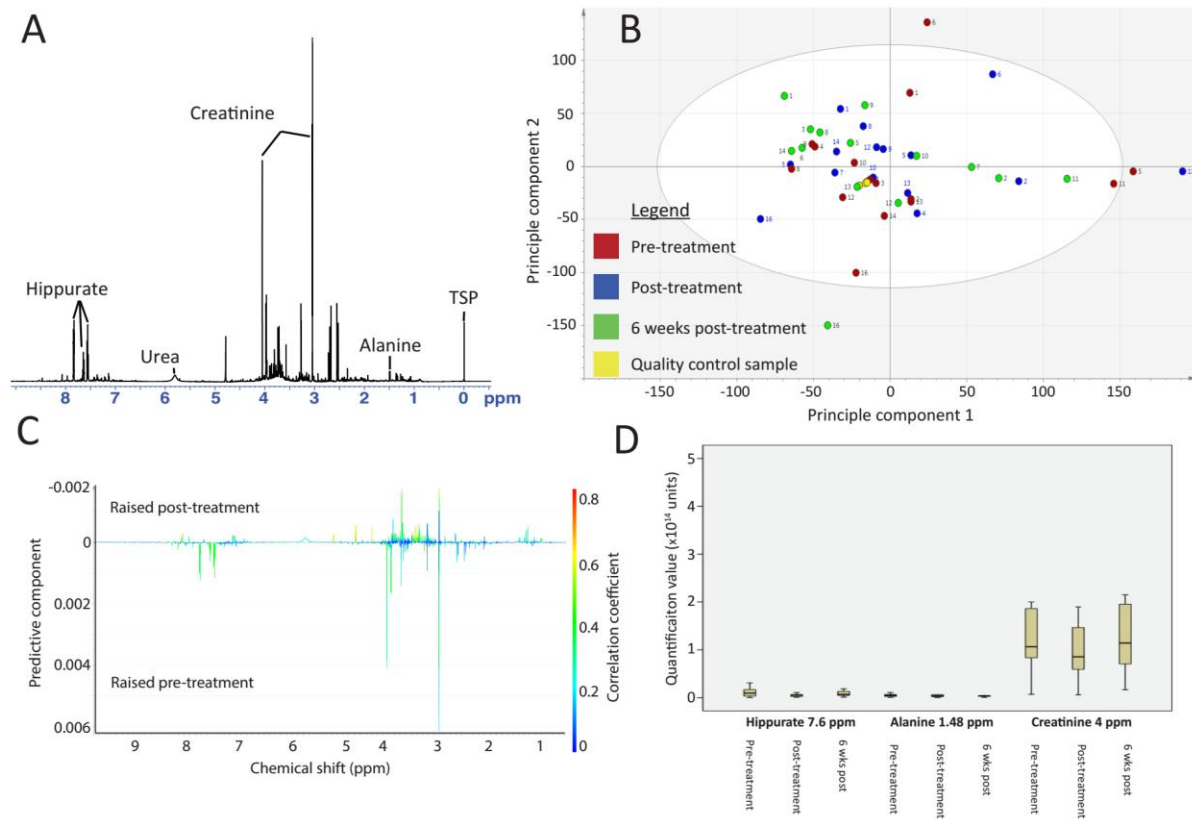 A
Creatinine
Hippurate
Urea
Alanine
TSP
8 7 6 5 4 3 2 1 0 ppm
B
Principle component 2
100
50
0
-50
-100
-150
-150 -100 -50 0 50 100 150
Principle component 1
Legend
Pre-treatment
Post-treatment
6 weeks post-treatment
Quality control sample
C
Predictive component
-0.002
0
0.002
0.004
0.006
Raised post-treatment
Raised pre-treatment
9 8 7 6 5 4 3 2 1
Chemical shift (ppm)
0.8
0.6
0.4
0.2
0
Correlation coefficient
D
Quantificaiton value (x10¹⁴ units)
5
4
3
2
1
0
Hippurate 7.6 ppm Alanine 1.48 ppm Creatinine 4 ppm
Pre-treatment
Post-treatment
6 wks post
Pre-treatment
Post-treatment
6 wks post
Pre-treatment
Post-treatment
6 wks post